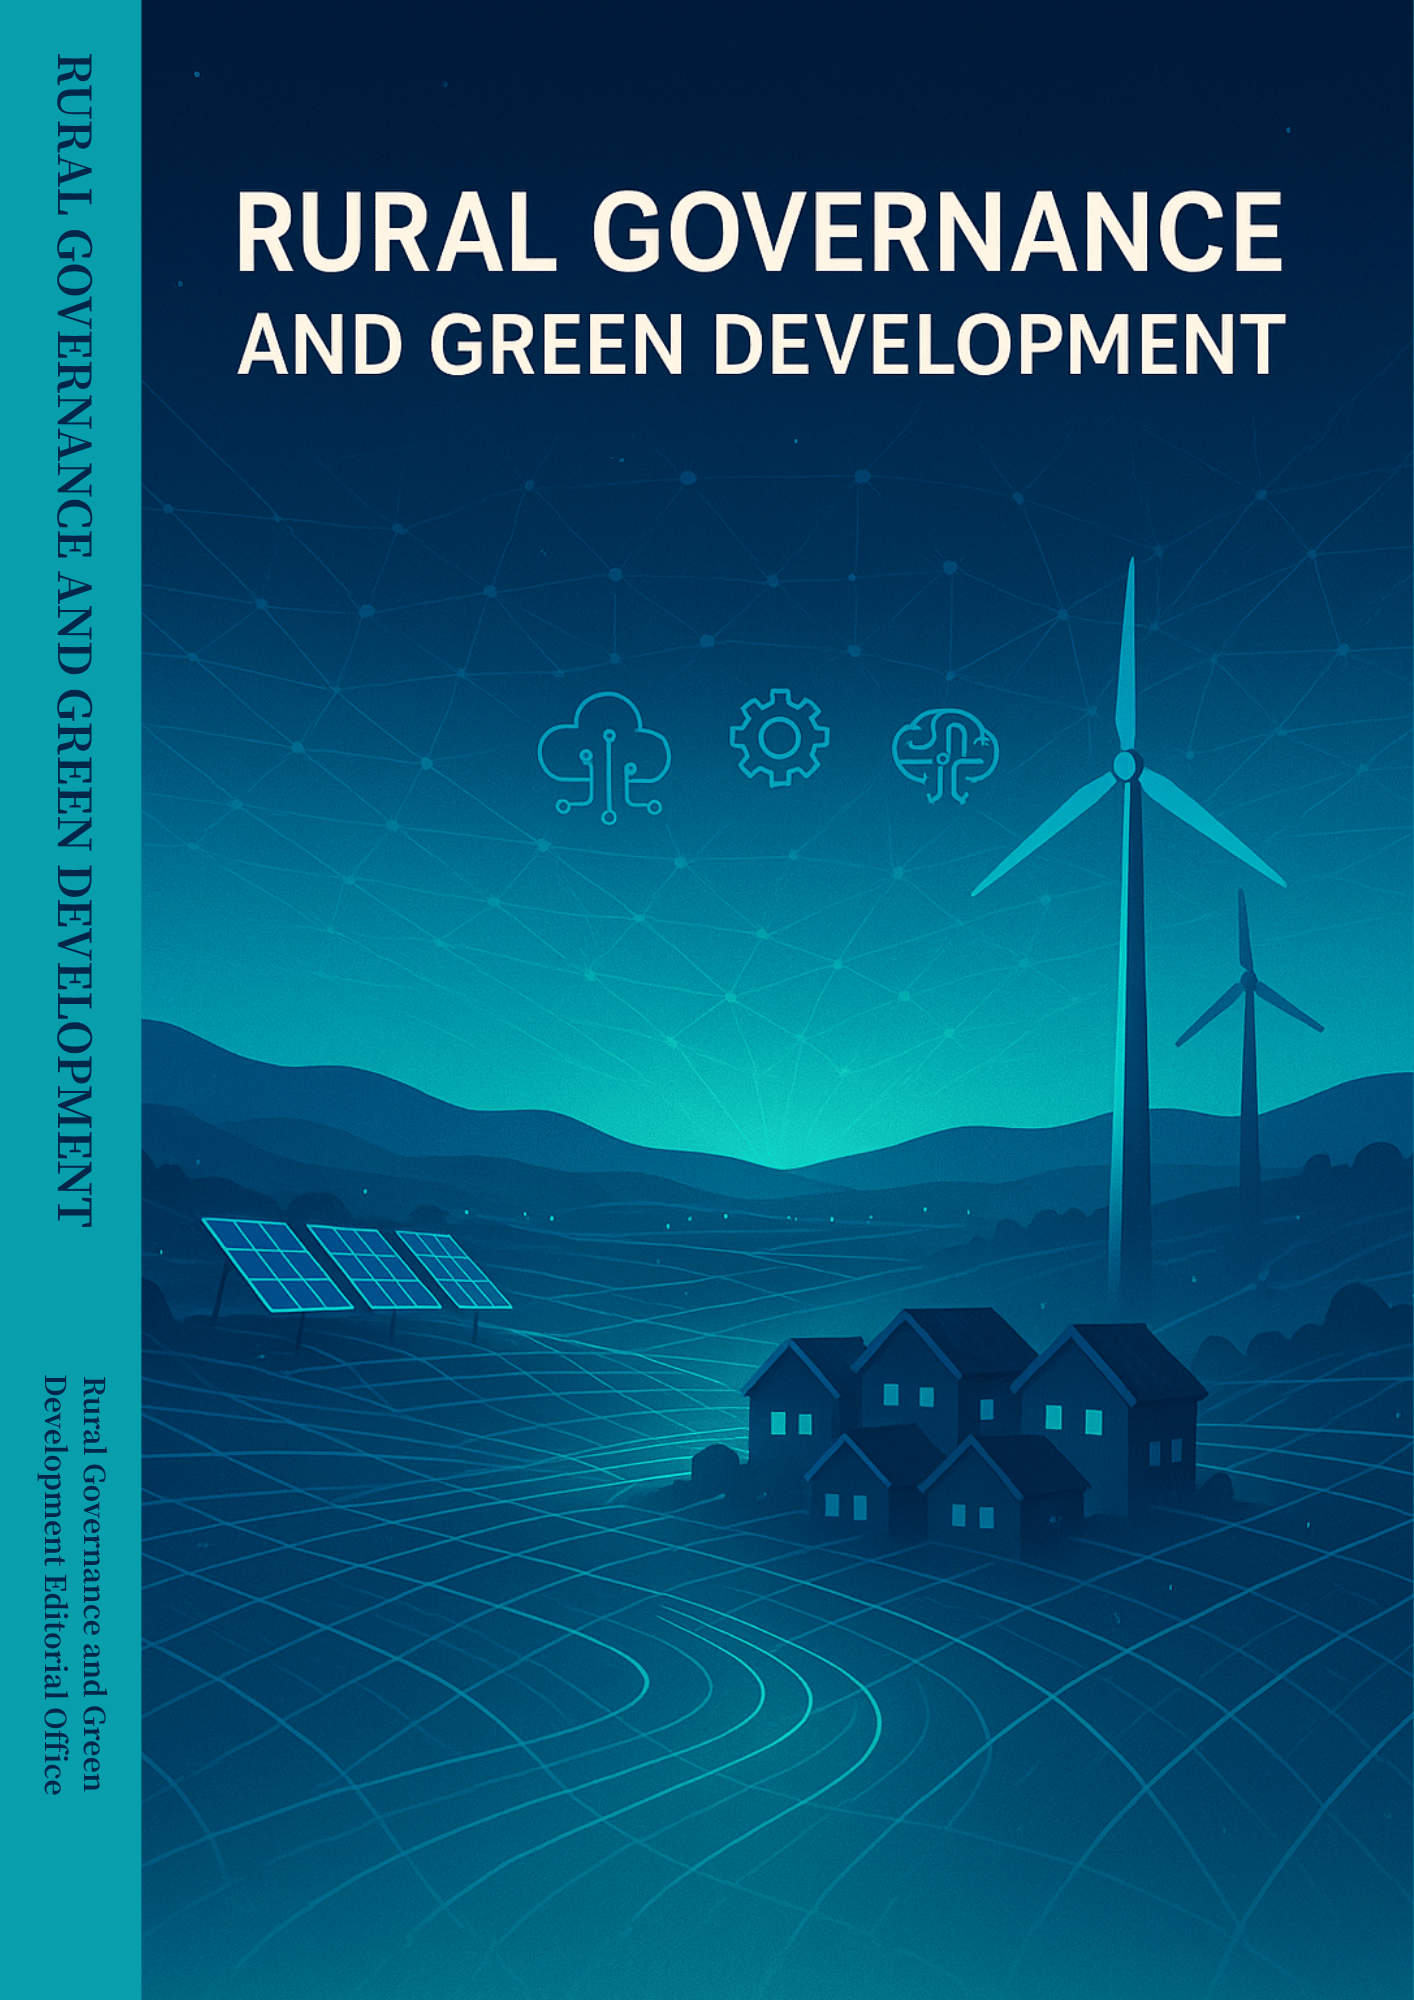 RURAL GOVERNANCE AND GREEN DEVELOPMENT
Rural Governance and Green
Development Editorial Office
RURAL GOVERNANCE
AND GREEN DEVELOPMENT